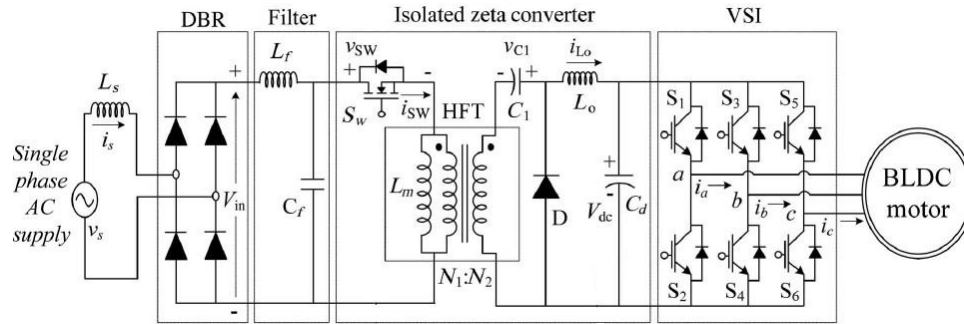 DBR
Filter
Isolated zeta converter
VSI
L_s
i_s
Single
phase
AC
supply
v_s
+
V_in
-
L_f
C_f
v_SW
+
-
S_w
i_SW
HFT
L_m
N_1:N_2
v_C1
-
+
C_1
i_Lo
L_o
D
+
V_dc
-
C_d
S_1
S_3
S_5
a
i_a
b
i_b
c
i_c
S_2
S_4
S_6
BLDC
motor